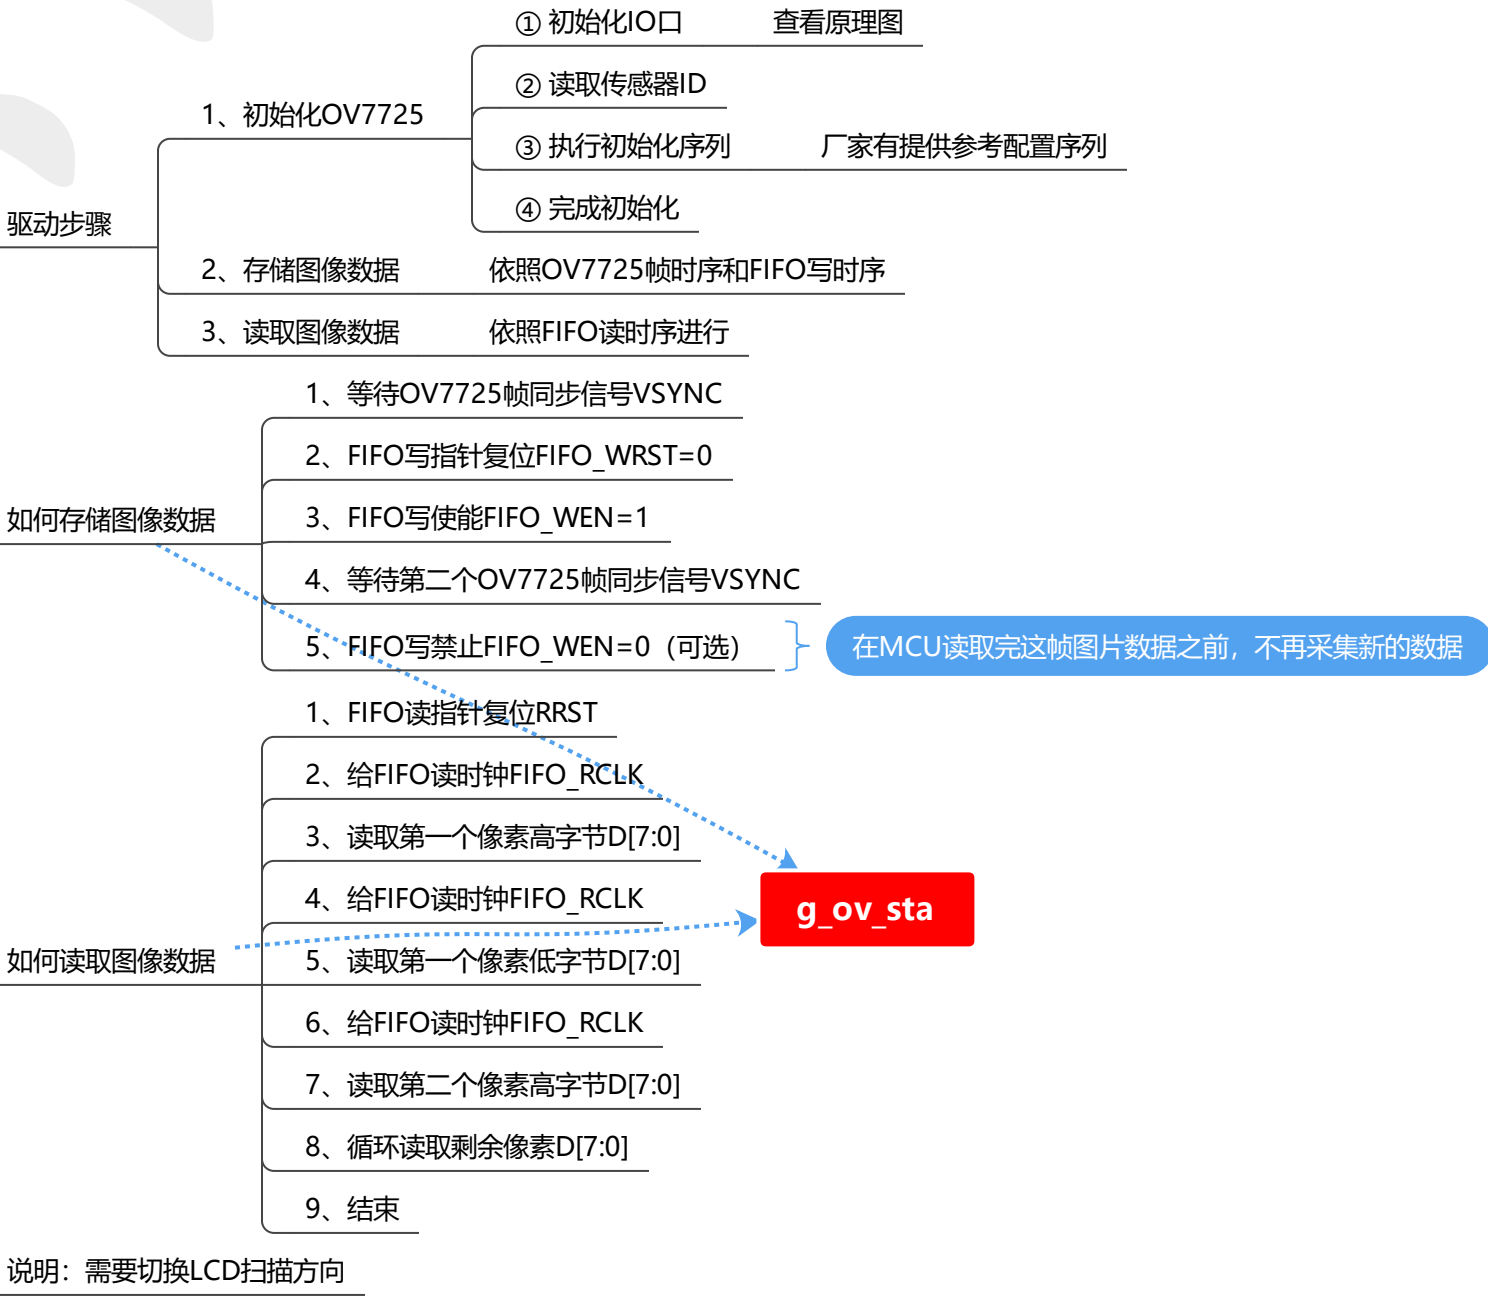 驱动步骤
1、初始化OV7725
① 初始化IO口 查看原理图
② 读取传感器ID
③ 执行初始化序列 厂家有提供参考配置序列
④ 完成初始化
2、存储图像数据 依照OV7725帧时序和FIFO写时序
3、读取图像数据 依照FIFO读时序进行
如何存储图像数据
1、等待OV7725帧同步信号VSYNC
2、FIFO写指针复位FIFO_WRST=0
3、FIFO写使能FIFO_WEN=1
4、等待第二个OV7725帧同步信号VSYNC
5、FIFO写禁止FIFO_WEN=0（可选） 在MCU读取完这帧图片数据之前，不再采集新的数据
如何读取图像数据
1、FIFO读指针复位RRST
2、给FIFO读时钟FIFO_RCLK
3、读取第一个像素高字节D[7:0]
4、给FIFO读时钟FIFO_RCLK
5、读取第一个像素低字节D[7:0]
6、给FIFO读时钟FIFO_RCLK
7、读取第二个像素高字节D[7:0]
8、循环读取剩余像素D[7:0]
9、结束
g_ov_sta
说明：需要切换LCD扫描方向